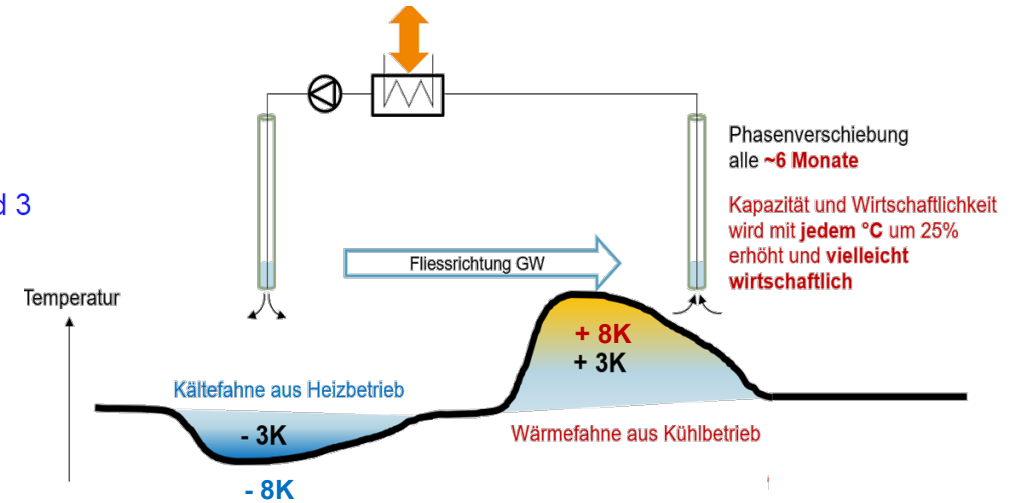 Phasenverschiebung
alle ~6 Monate
d 3
Kapazität und Wirtschaftlichkeit
wird mit jedem °C um 25%
erhöht und vielleicht
wirtschaftlich
Fliessrichtung GW
Temperatur
+ 8K
+ 3K
Kältefahne aus Heizbetrieb
- 3K
Wärmefahne aus Kühlbetrieb
- 8K